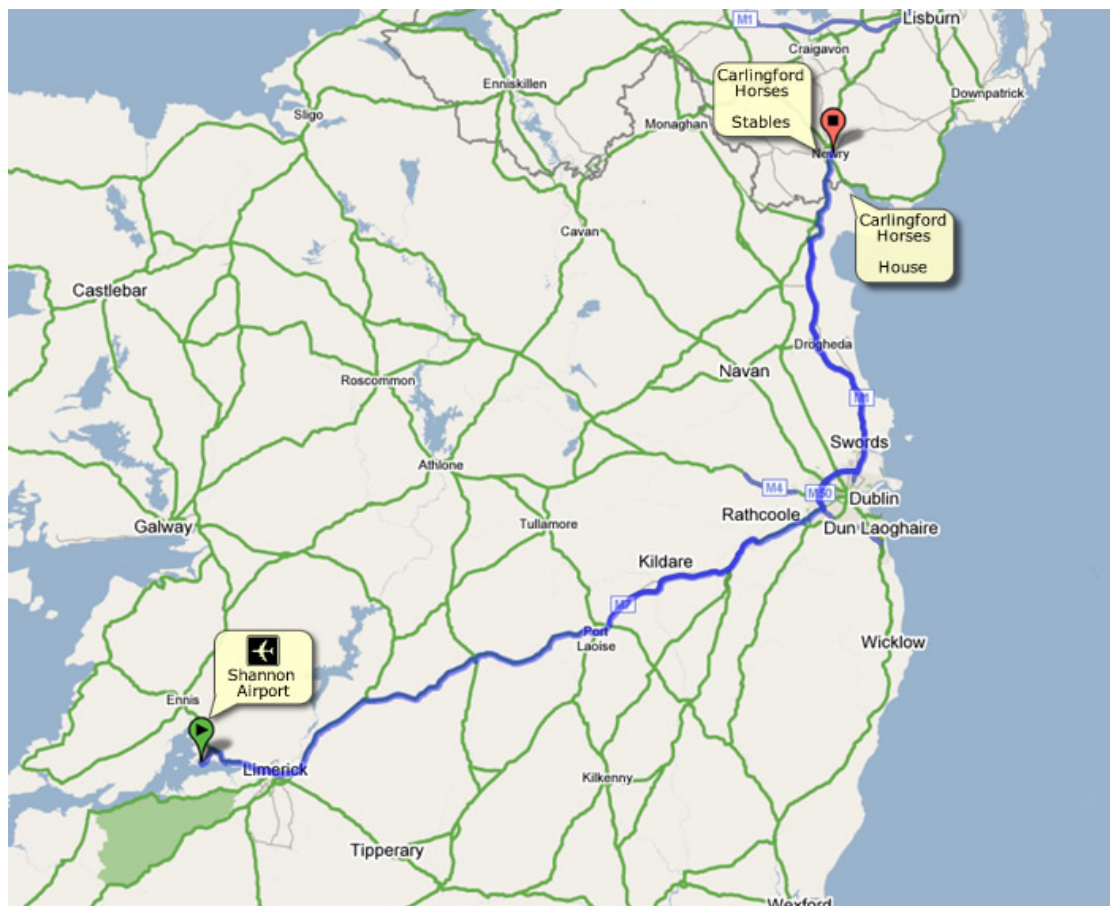 M1
Lisburn
Craigavon
Carlingford
Horses
Stables
Enniskillen
Downpatrick
Sligo
Monaghan
Newry
Carlingford
Horses
House
Cavan
Castlebar
Drogheda
Navan
Roscommon
M1
Swords
Athlone
M4
M50
Dublin
Rathcoole
Galway
Tullamore
Dun Laoghaire
Kildare
M7
Port
Laoise
Wicklow
Shannon
Airport
Ennis
Limerick
Kilkenny
Tipperary
Wexford